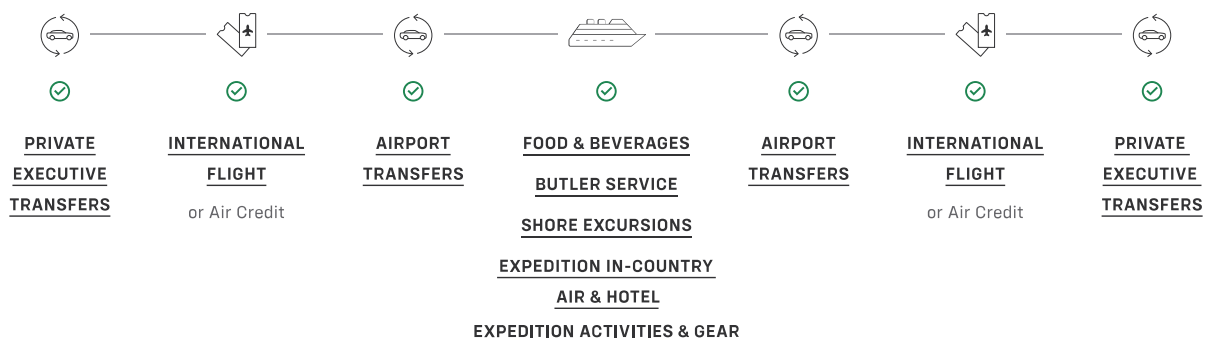 PRIVATE
EXECUTIVE
TRANSFERS
INTERNATIONAL
FLIGHT
or Air Credit
AIRPORT
TRANSFERS
FOOD & BEVERAGES
BUTLER SERVICE
SHORE EXCURSIONS
EXPEDITION IN-COUNTRY
AIR & HOTEL
EXPEDITION ACTIVITIES & GEAR
AIRPORT
TRANSFERS
INTERNATIONAL
FLIGHT
or Air Credit
PRIVATE
EXECUTIVE
TRANSFERS